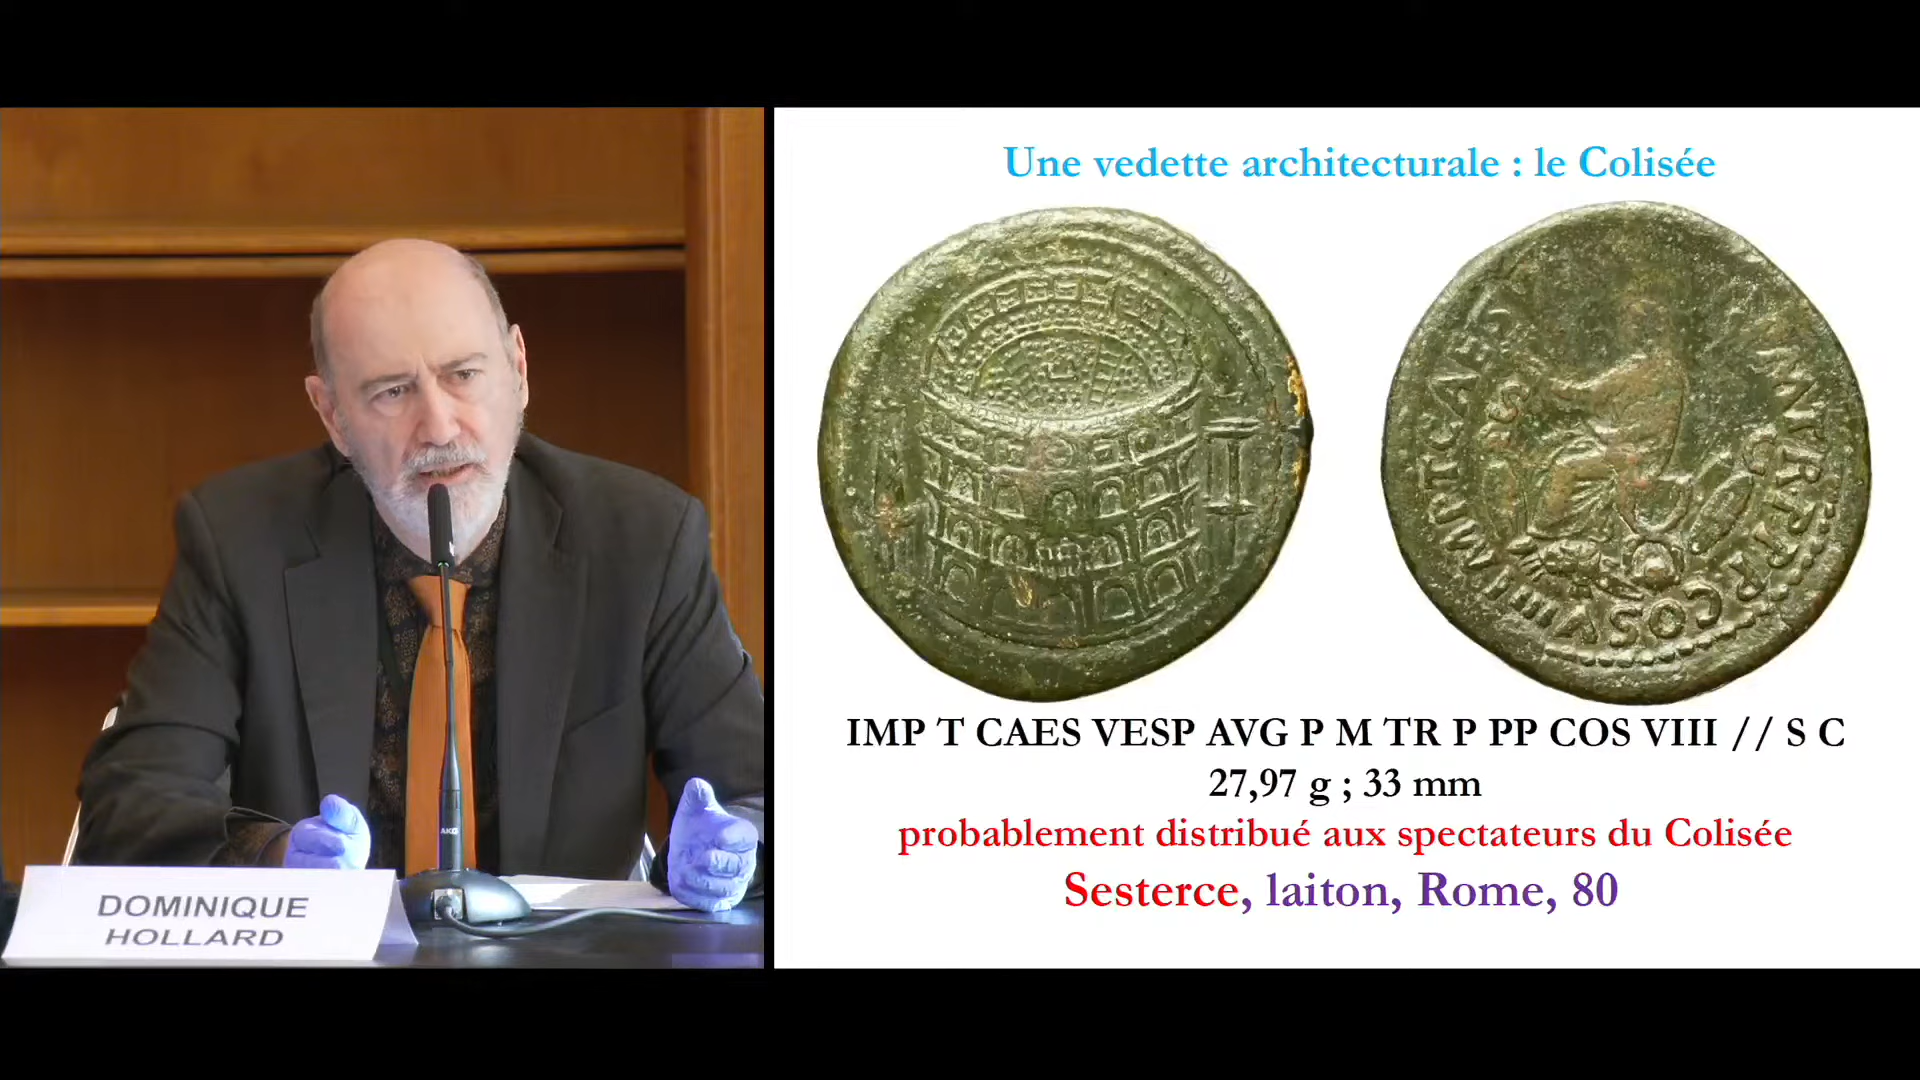 Une vedette architecturale : le Colisée
IMP T CAES VESP AVG P M TR P PP COS VIII // S C
27,97 g ; 33 mm
probablement distribué aux spectateurs du Colisée
Sesterce, laiton, Rome, 80
DOMINIQUE
HOLLARD
AKG